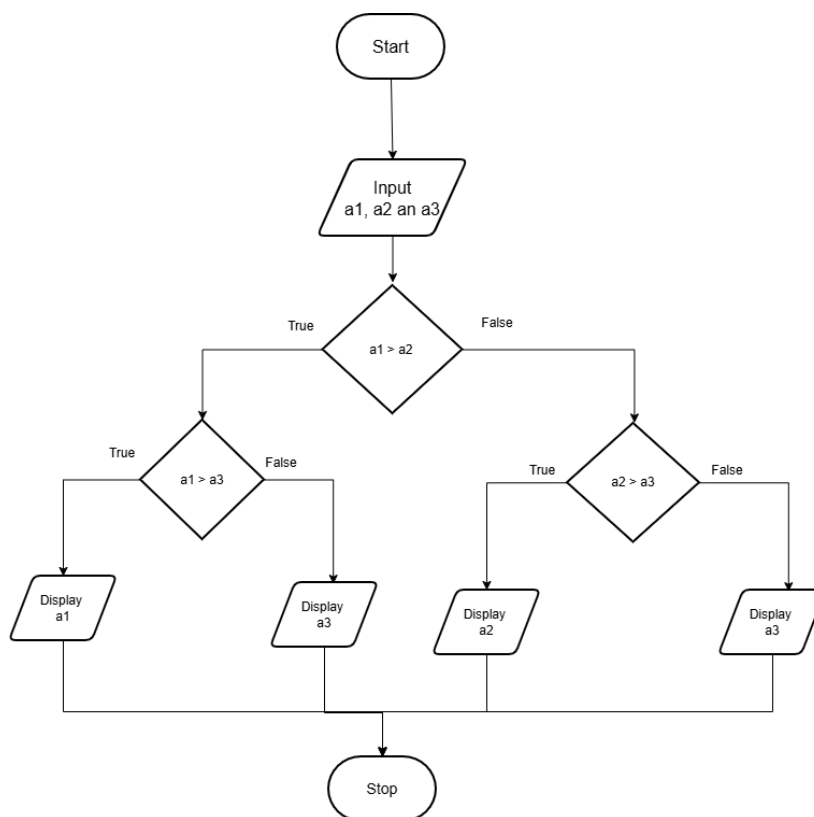 Start
Input
a1, a2 an a3
a1 > a2
True
False
a1 > a3
True
False
a2 > a3
True
False
Display
a1
Display
a3
Display
a2
Display
a3
Stop